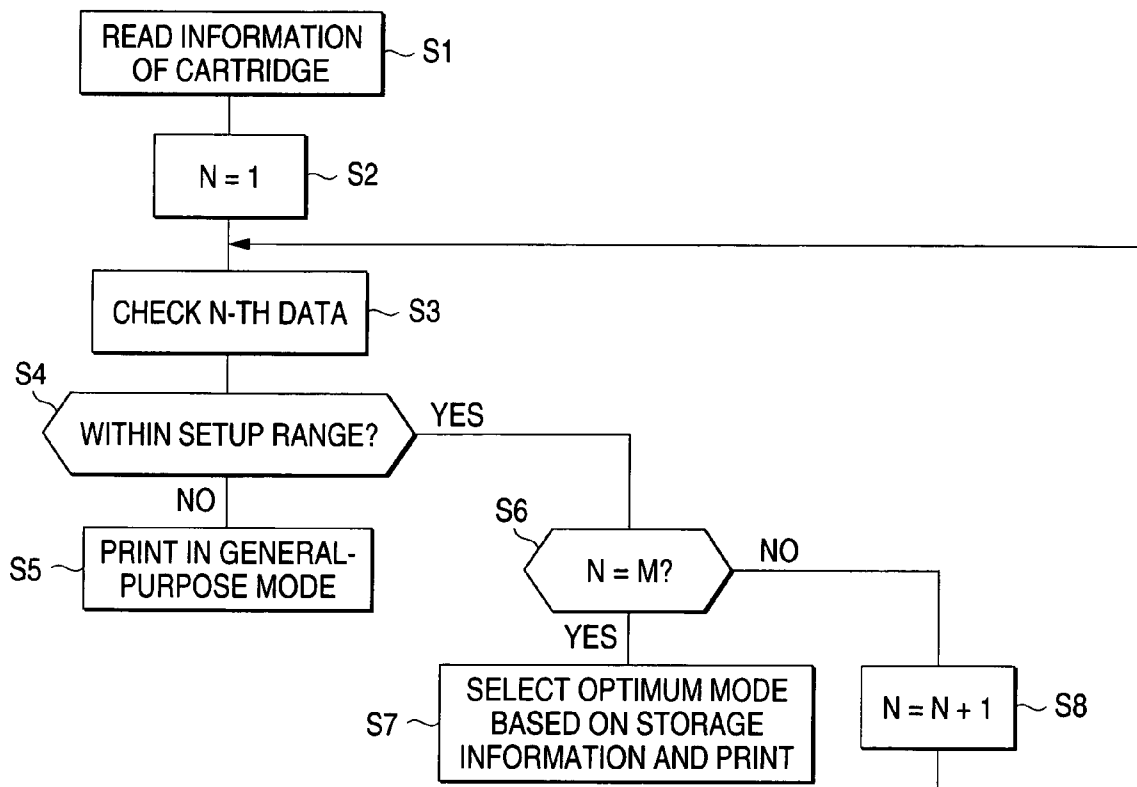 READ INFORMATION
OF CARTRIDGE
S1
N = 1
S2
CHECK N-TH DATA
S3
S4
WITHIN SETUP RANGE?
YES
NO
S5
PRINT IN GENERAL-
PURPOSE MODE
S6
N = M?
NO
YES
S7
SELECT OPTIMUM MODE
BASED ON STORAGE
INFORMATION AND PRINT
N = N + 1
S8